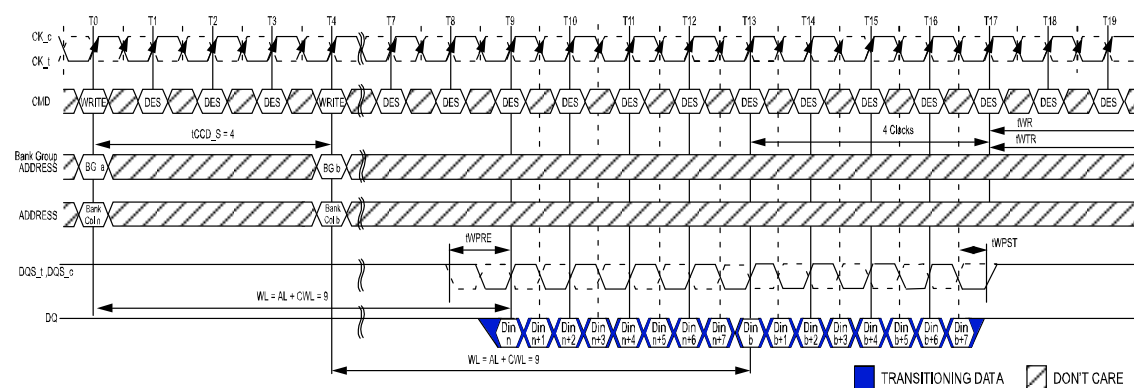 T0 T1 T2 T3 T4 T7 T8 T9 T10 T11 T12 T13 T14 T15 T16 T17 T18 T19
CK_c
CK_t
CMD WRITE DES DES DES WRITE DES DES DES DES DES DES DES DES DES DES DES DES DES
tCCD_S = 4
4 Clocks
tWR
tWTR
Bank Group
ADDRESS
BG a
BG b
ADDRESS
Bank
Col n
Bank
Col b
tWPRE
tWPST
DQS_t ,DQS_c
WL = AL + CWL = 9
DQ
Din n
Din n+1
Din n+2
Din n+3
Din n+4
Din n+5
Din n+6
Din n+7
Din b
Din b+1
Din b+2
Din b+3
Din b+4
Din b+5
Din b+6
Din b+7
WL = AL + CWL = 9
TRANSITIONING DATA
DON'T CARE